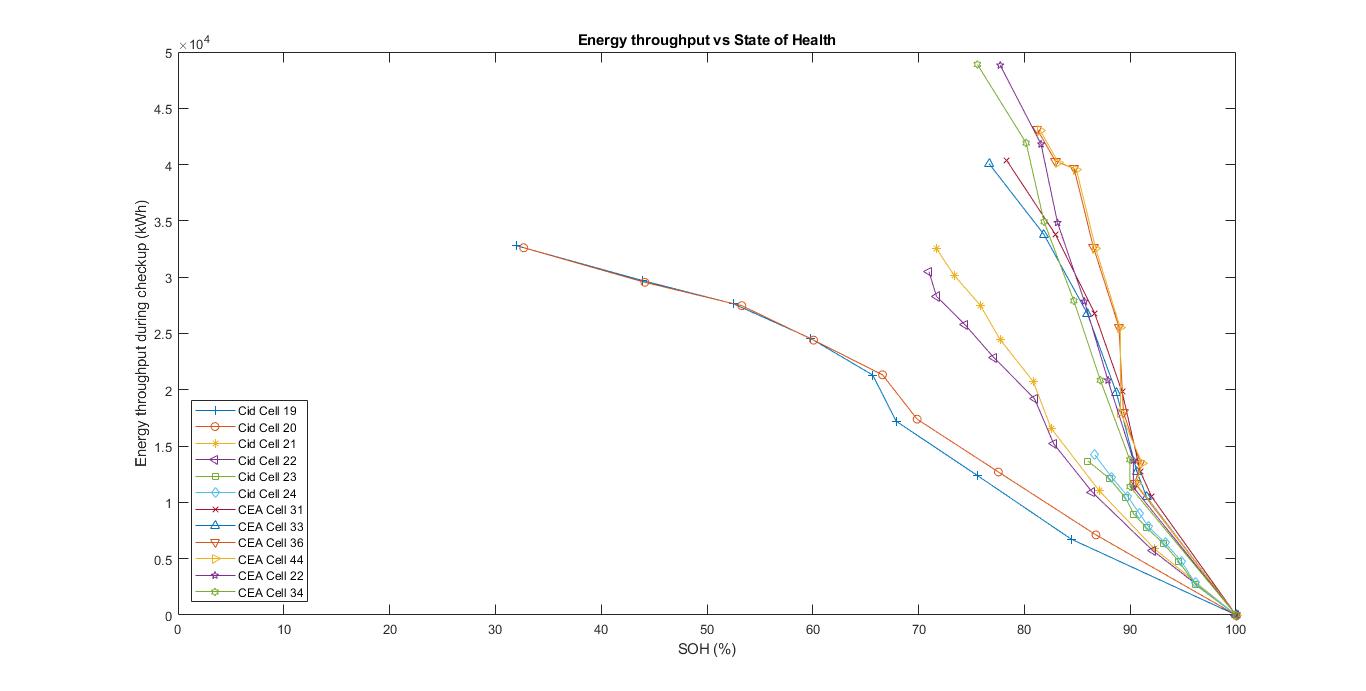 Energy throughput vs State of Health
×10^4
5
4.5
4
3.5
3
2.5
2
1.5
1
0.5
0
Energy throughput during checkup (kWh)
Cid Cell 19
Cid Cell 20
Cid Cell 21
Cid Cell 22
Cid Cell 23
Cid Cell 24
CEA Cell 31
CEA Cell 33
CEA Cell 36
CEA Cell 44
CEA Cell 22
CEA Cell 34
0 10 20 30 40 50 60 70 80 90 100
SOH (%)